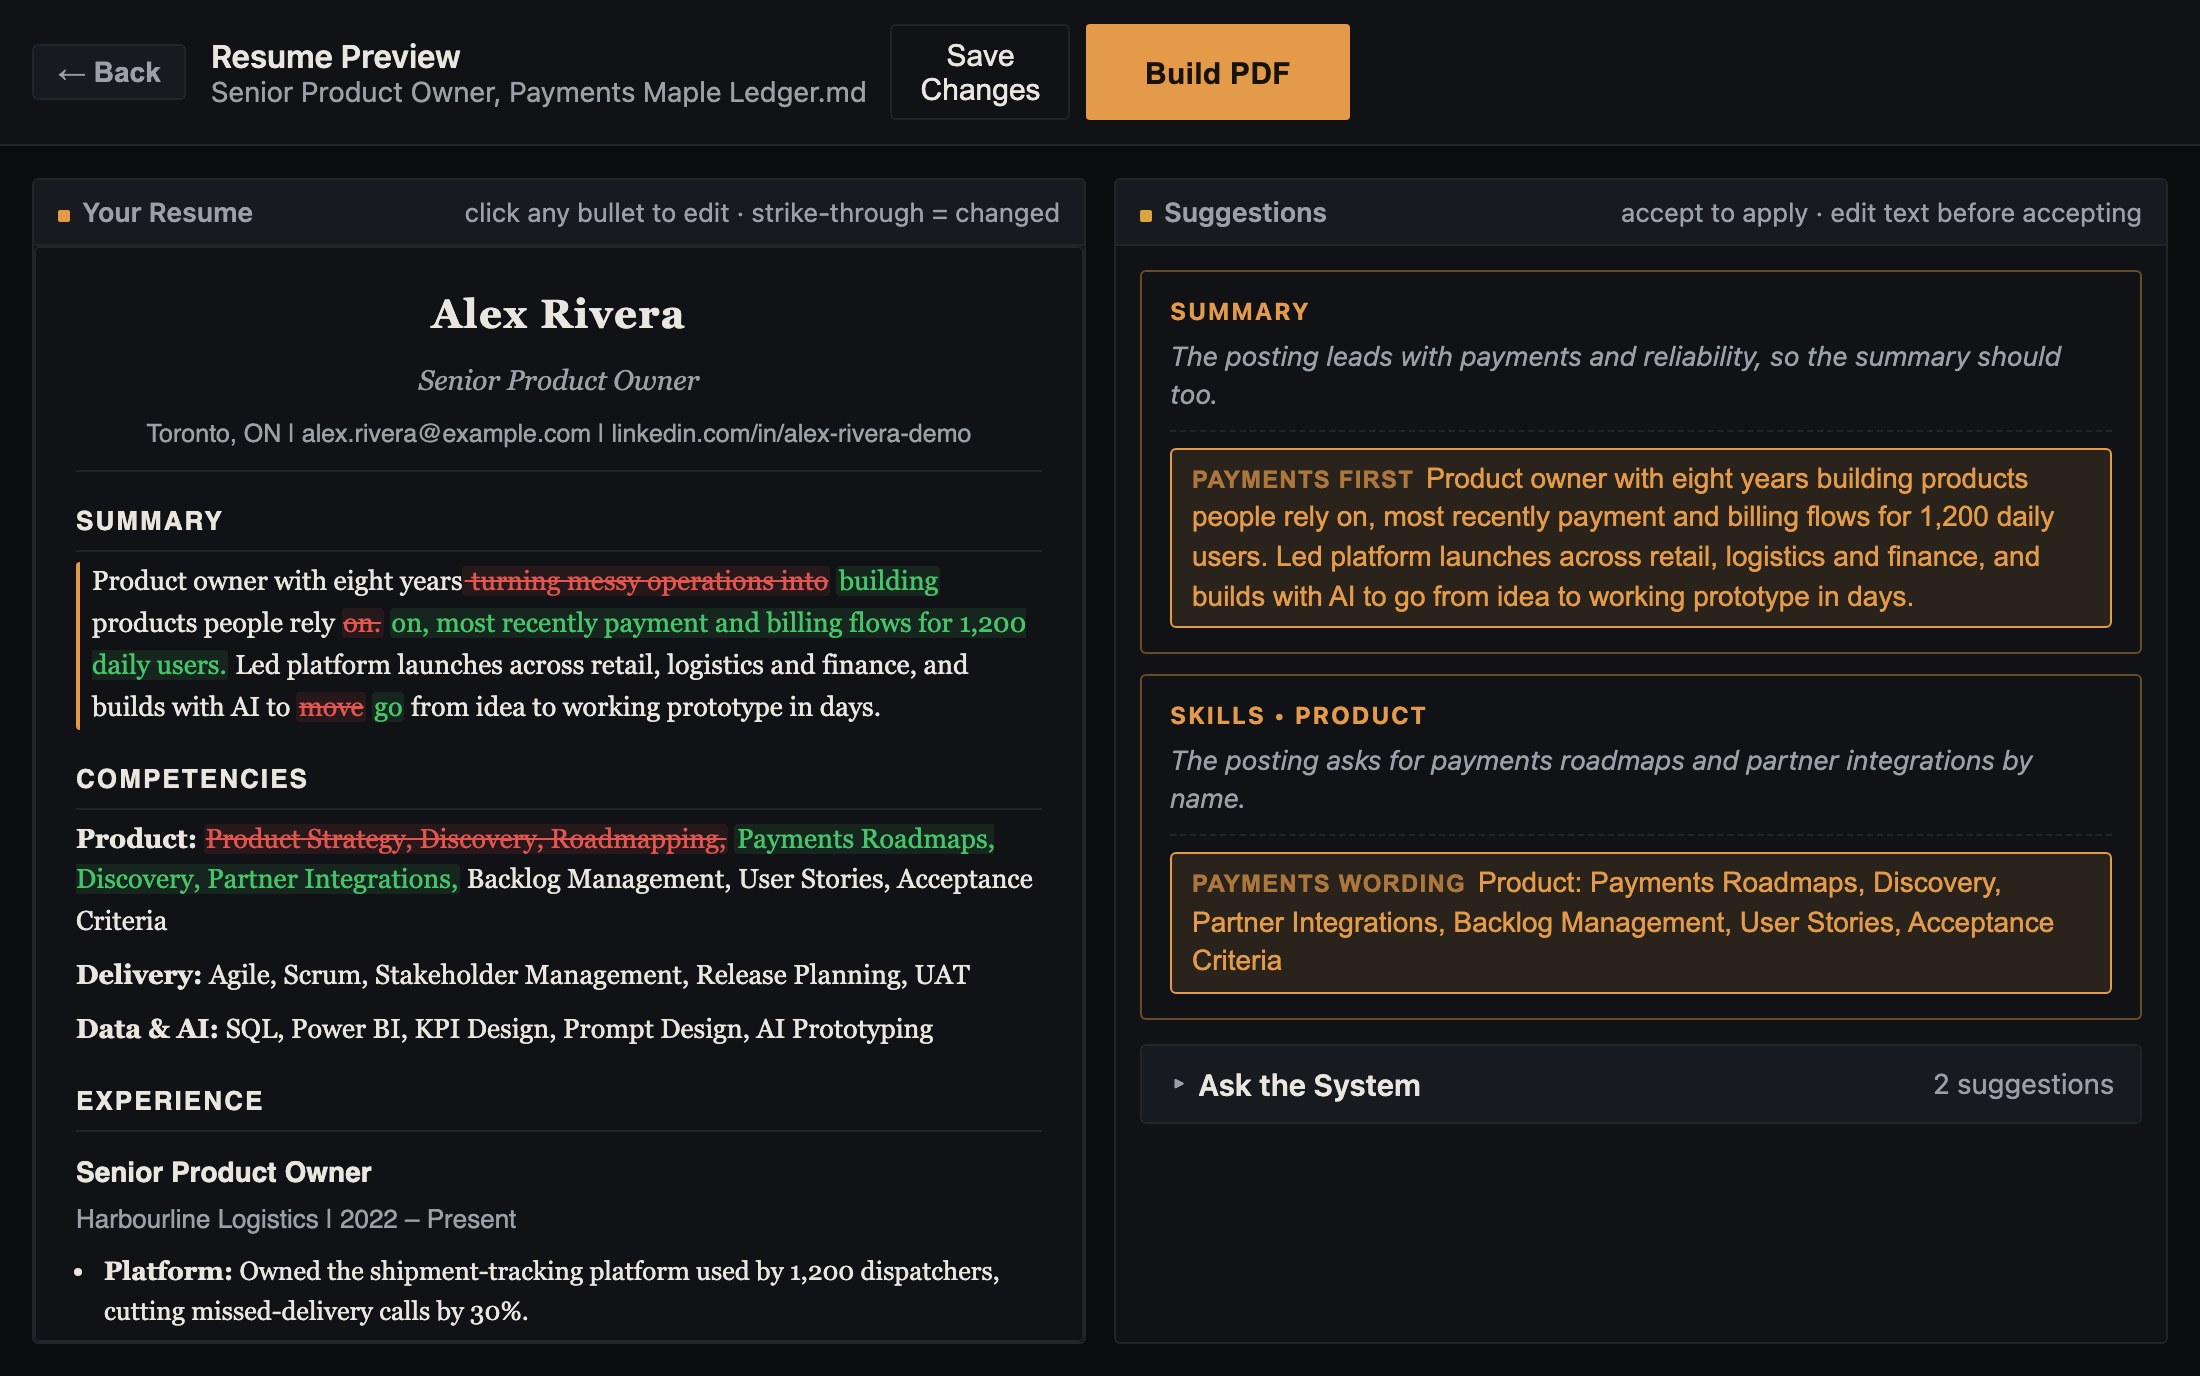 ← Back
Resume Preview
Senior Product Owner, Payments Maple Ledger.md
Save
Changes
Build PDF
Your Resume
click any bullet to edit · strike-through = changed
Alex Rivera
Senior Product Owner
Toronto, ON | alex.rivera@example.com | linkedin.com/in/alex-rivera-demo
SUMMARY
Product owner with eight years turning messy operations into building
products people rely on. on, most recently payment and billing flows for 1,200
daily users. Led platform launches across retail, logistics and finance, and
builds with AI to move go from idea to working prototype in days.
COMPETENCIES
Product: Product Strategy, Discovery, Roadmapping, Payments Roadmaps,
Discovery, Partner Integrations, Backlog Management, User Stories, Acceptance
Criteria
Delivery: Agile, Scrum, Stakeholder Management, Release Planning, UAT
Data & AI: SQL, Power BI, KPI Design, Prompt Design, AI Prototyping
EXPERIENCE
Senior Product Owner
Harbourline Logistics | 2022 – Present
• Platform: Owned the shipment-tracking platform used by 1,200 dispatchers,
cutting missed-delivery calls by 30%.
Suggestions
accept to apply · edit text before accepting
SUMMARY
The posting leads with payments and reliability, so the summary should
too.
PAYMENTS FIRST Product owner with eight years building products
people rely on, most recently payment and billing flows for 1,200 daily
users. Led platform launches across retail, logistics and finance, and
builds with AI to go from idea to working prototype in days.
SKILLS • PRODUCT
The posting asks for payments roadmaps and partner integrations by
name.
PAYMENTS WORDING Product: Payments Roadmaps, Discovery,
Partner Integrations, Backlog Management, User Stories, Acceptance
Criteria
▸ Ask the System
2 suggestions